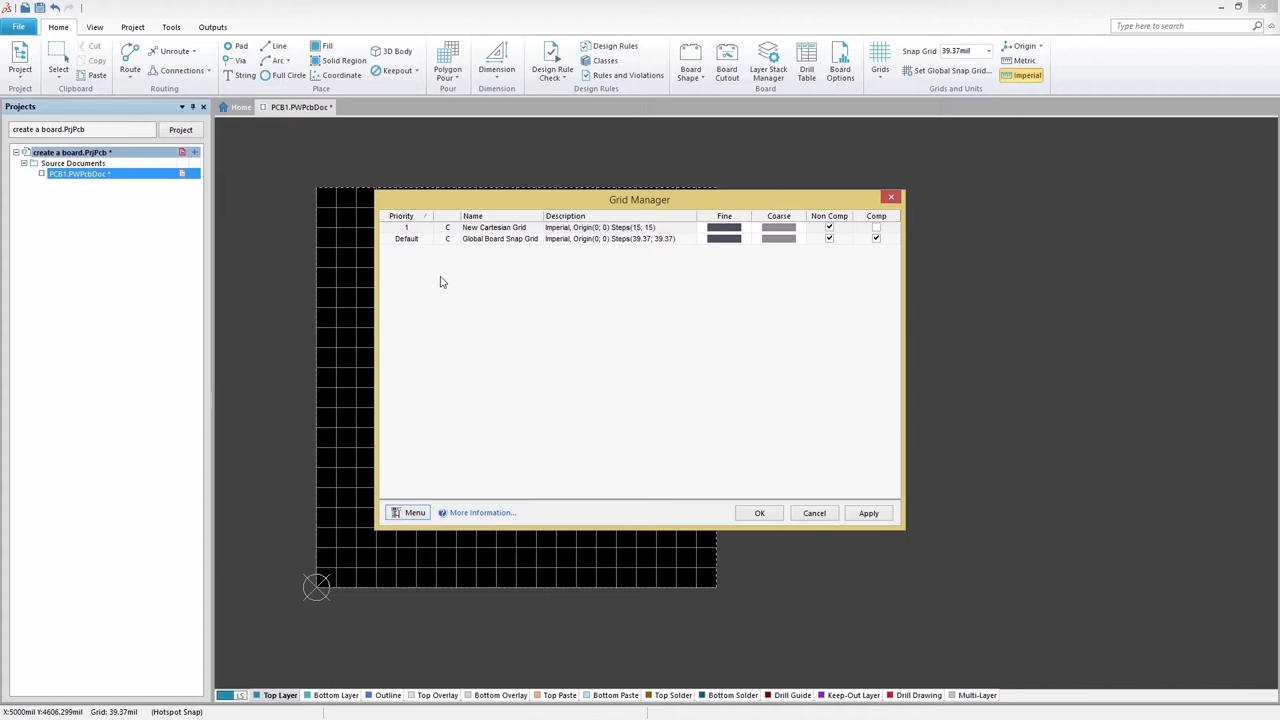 File
Home
View
Project
Tools
Outputs
Type here to search
Project
Select
Cut
Copy
Paste
Route
Unroute
Connections
Pad
Via
String
Line
Arc
Full Circle
Fill
Solid Region
Coordinate
3D Body
Keepout
Polygon
Pour
Dimension
Design Rule
Check
Design Rules
Classes
Rules and Violations
Board
Shape
Board
Cutout
Layer Stack
Manager
Drill
Table
Board
Options
Grids
Snap Grid 39.37mil
Set Global Snap Grid...
Origin
Metric
Imperial
Project
Clipboard
Routing
Place
Pour
Dimension
Design Rules
Board
Grids and Units
Projects
Home
PCB1.PWPcbDoc *
create a board.PrjPcb
Project
create a board.PrjPcb *
Source Documents
PCB1.PWPcbDoc *
Grid Manager
Priority Name Description Fine Coarse Non Comp Comp
1 C New Cartesian Grid Imperial, Origin(0; 0) Steps(15; 15)
Default C Global Board Snap Grid Imperial, Origin(0; 0) Steps(39.37; 39.37)
Menu
More Information...
OK
Cancel
Apply
LS Top Layer Bottom Layer Outline Top Overlay Bottom Overlay Top Paste Bottom Paste Top Solder Bottom Solder Drill Guide Keep-Out Layer Drill Drawing Multi-Layer
X:5000mil Y:4606.299mil Grid: 39.37mil (Hotspot Snap)